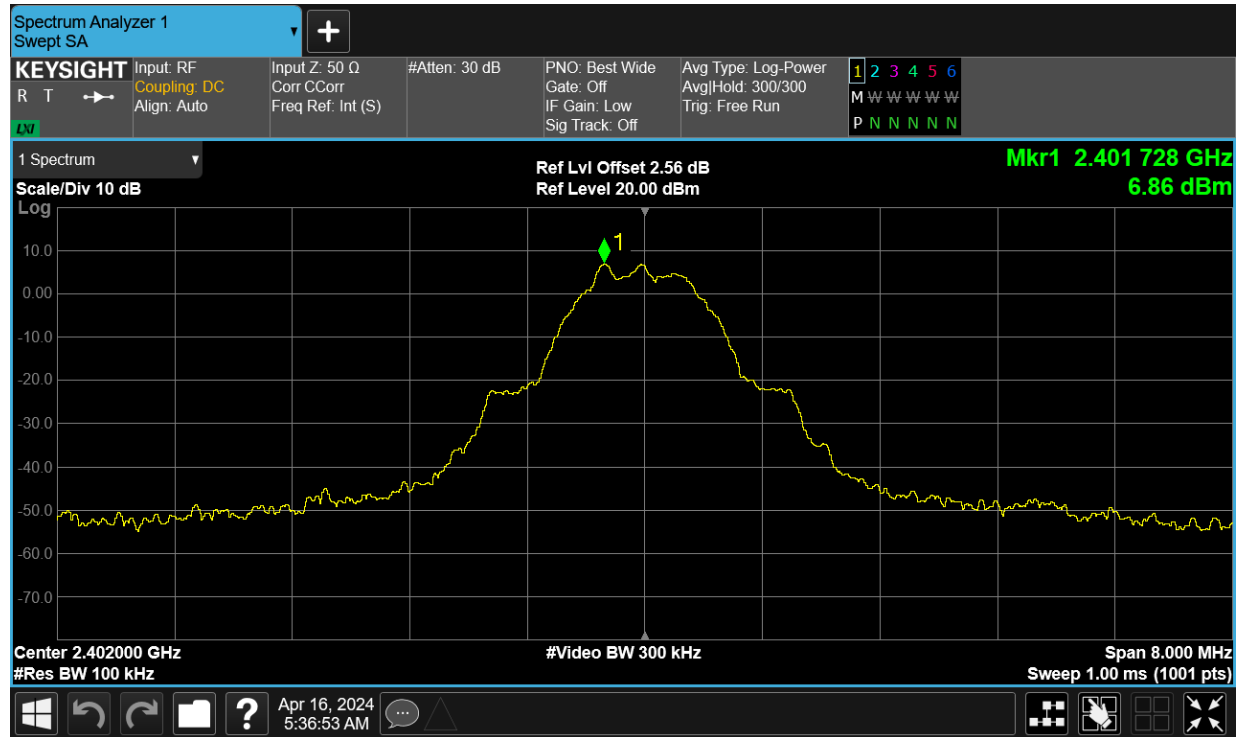 Spectrum Analyzer 1
Swept SA
+
KEYSIGHT
R T
LXI
Input: RF
Coupling: DC
Align: Auto
Input Z: 50 Ω
Corr CCorr
Freq Ref: Int (S)
#Atten: 30 dB
PNO: Best Wide
Gate: Off
IF Gain: Low
Sig Track: Off
Avg Type: Log-Power
Avg|Hold: 300/300
Trig: Free Run
1 2 3 4 5 6
M W W W W W
P N N N N N
1 Spectrum
Scale/Div 10 dB
Log
Ref Lvl Offset 2.56 dB
Ref Level 20.00 dBm
Mkr1 2.401 728 GHz
6.86 dBm
1
10.0
0.00
-10.0
-20.0
-30.0
-40.0
-50.0
-60.0
-70.0
Center 2.402000 GHz
#Res BW 100 kHz
#Video BW 300 kHz
Span 8.000 MHz
Sweep 1.00 ms (1001 pts)
?
Apr 16, 2024
5:36:53 AM